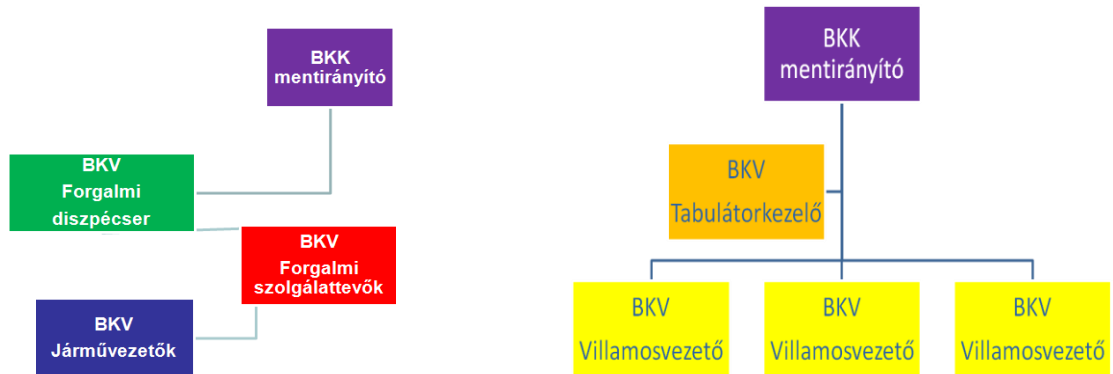 BKK
mentirányító
BKV
Forgalmi
diszpécser
BKV
Forgalmi
szolgálattevők
BKV
Járművezetők
BKK
mentirányító
BKV
Tabulátorkezelő
BKV
Villamosvezető
BKV
Villamosvezető
BKV
Villamosvezető